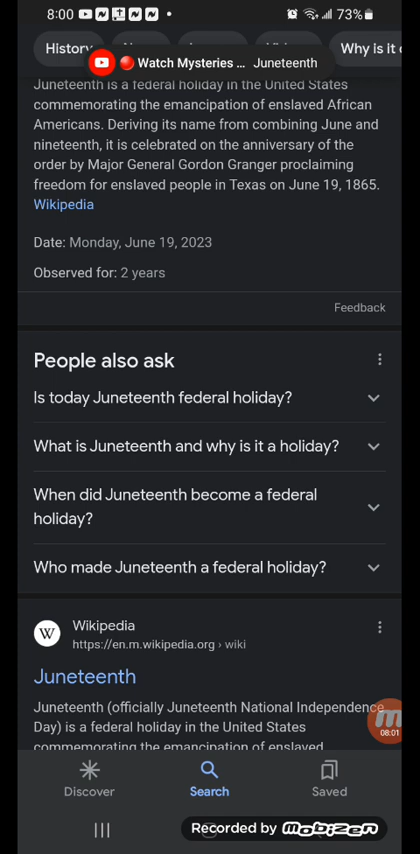 8:00
73%
History
Why is it
Watch Mysteries ... Juneteenth
Juneteenth is a federal holiday in the United States
commemorating the emancipation of enslaved African
Americans. Deriving its name from combining June and
nineteenth, it is celebrated on the anniversary of the
order by Major General Gordon Granger proclaiming
freedom for enslaved people in Texas on June 19, 1865.
Wikipedia
Date: Monday, June 19, 2023
Observed for: 2 years
Feedback
People also ask
Is today Juneteenth federal holiday?
What is Juneteenth and why is it a holiday?
When did Juneteenth become a federal
holiday?
Who made Juneteenth a federal holiday?
W
Wikipedia
https://en.m.wikipedia.org › wiki
Juneteenth
Juneteenth (officially Juneteenth National Independence
Day) is a federal holiday in the United States
commemorating the emancipation of enslaved
08:01
Discover
Search
Saved
Recorded by mobizen